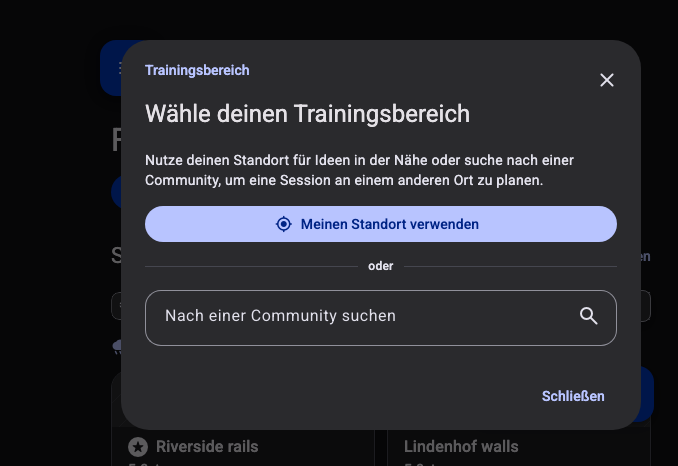 Trainingsbereich
Wähle deinen Trainingsbereich
Nutze deinen Standort für Ideen in der Nähe oder suche nach einer
Community, um eine Session an einem anderen Ort zu planen.
Meinen Standort verwenden
oder
Nach einer Community suchen
Schließen
Riverside rails
Lindenhof walls